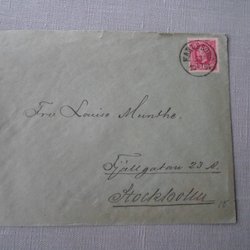 Fru Louise Munthe.
Fjällgatan 23 A.
Stockholm